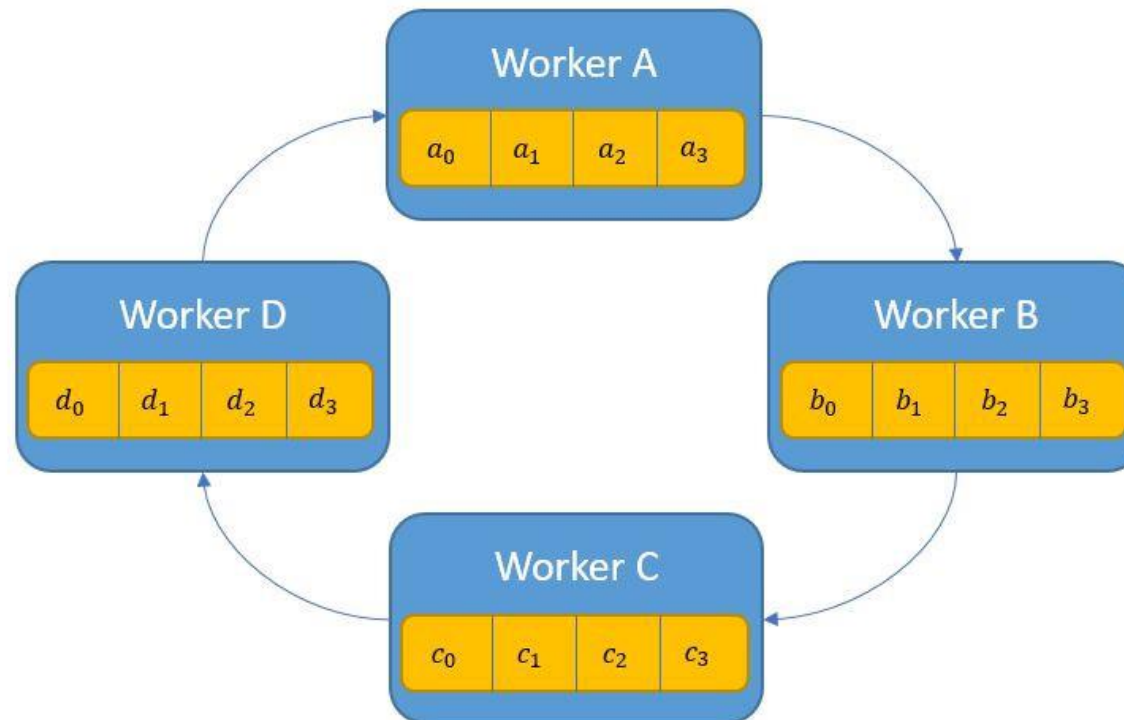 Worker A
a₀ a₁ a₂ a₃
Worker D
d₀ d₁ d₂ d₃
Worker B
b₀ b₁ b₂ b₃
Worker C
c₀ c₁ c₂ c₃